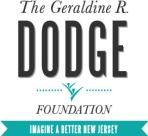 The Geraldine R.
DODGE
FOUNDATION
IMAGINE A BETTER NEW JERSEY